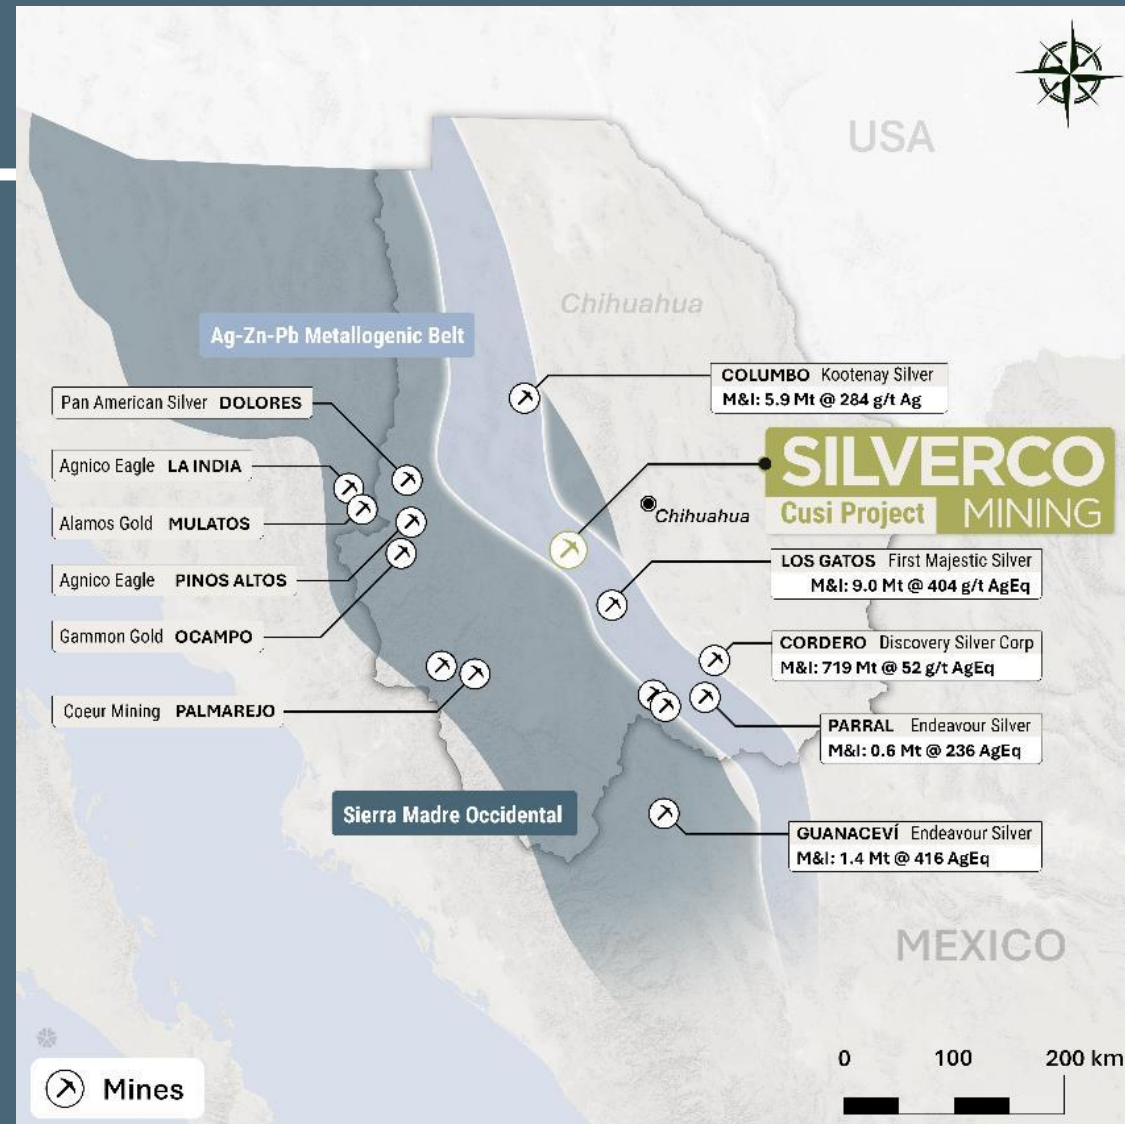 USA
Chihuahua
Ag-Zn-Pb Metallogenic Belt
COLUMBO Kootenay Silver
M&I: 5.9 Mt @ 284 g/t Ag
Pan American Silver DOLORES
SILVERCO
Cusi Project MINING
Agnico Eagle LA INDIA
Chihuahua
Alamos Gold MULATOS
LOS GATOS First Majestic Silver
M&I: 9.0 Mt @ 404 g/t AgEq
Agnico Eagle PINOS ALTOS
Gammon Gold OCAMPO
CORDERO Discovery Silver Corp
M&I: 719 Mt @ 52 g/t AgEq
Coeur Mining PALMAREJO
PARRAL Endeavour Silver
M&I: 0.6 Mt @ 236 AgEq
Sierra Madre Occidental
GUANACEVÍ Endeavour Silver
M&I: 1.4 Mt @ 416 AgEq
MEXICO
0 100 200 km
Mines